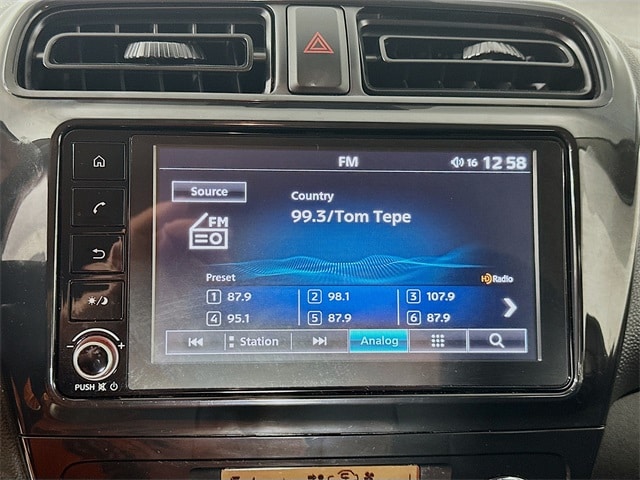 FM 16 12:58
Source
Country
99.3/Tom Tepe
FM
Preset
HD Radio
1 87.9 2 98.1 3 107.9
4 95.1 5 87.9 6 87.9
Station Analog
PUSH